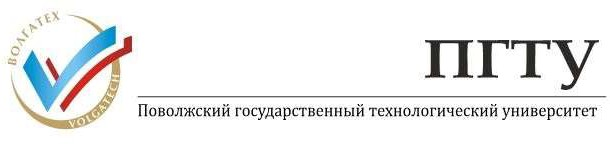 ВОЛГАТЕХ
VOLGATECH
ПГТУ
Поволжский государственный технологический университет